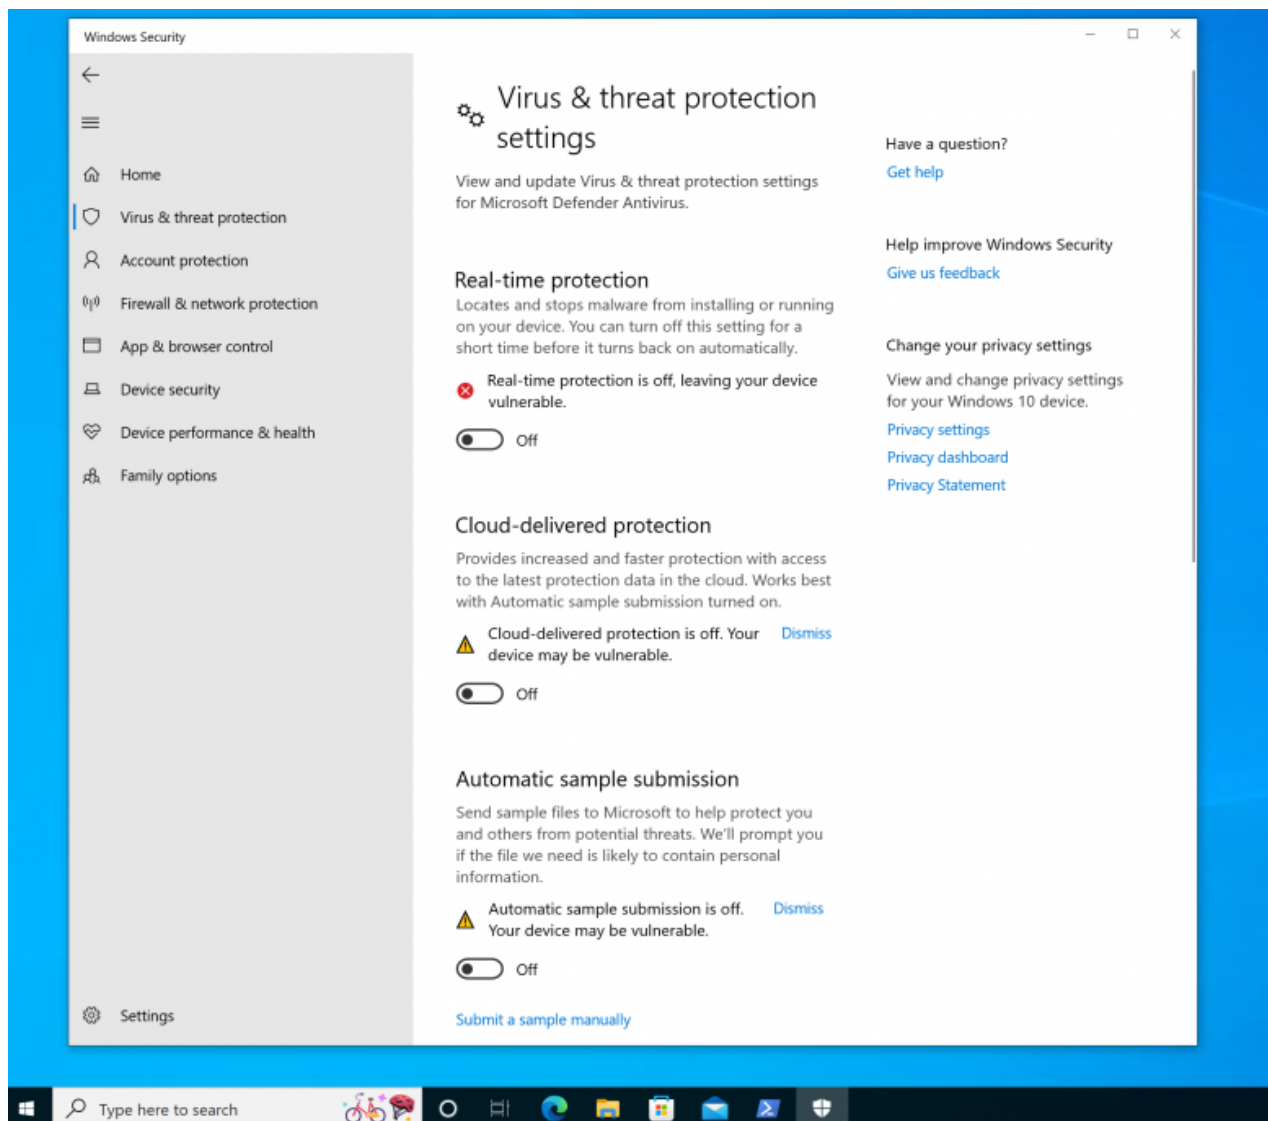 Windows Security
Home
Virus & threat protection
Account protection
Firewall & network protection
App & browser control
Device security
Device performance & health
Family options
Settings
Virus & threat protection
settings
View and update Virus & threat protection settings
for Microsoft Defender Antivirus.
Real-time protection
Locates and stops malware from installing or running
on your device. You can turn off this setting for a
short time before it turns back on automatically.
Real-time protection is off, leaving your device
vulnerable.
Off
Cloud-delivered protection
Provides increased and faster protection with access
to the latest protection data in the cloud. Works best
with Automatic sample submission turned on.
Cloud-delivered protection is off. Your
device may be vulnerable.
Dismiss
Off
Automatic sample submission
Send sample files to Microsoft to help protect you
and others from potential threats. We'll prompt you
if the file we need is likely to contain personal
information.
Automatic sample submission is off.
Your device may be vulnerable.
Dismiss
Off
Submit a sample manually
Have a question?
Get help
Help improve Windows Security
Give us feedback
Change your privacy settings
View and change privacy settings
for your Windows 10 device.
Privacy settings
Privacy dashboard
Privacy Statement
Type here to search